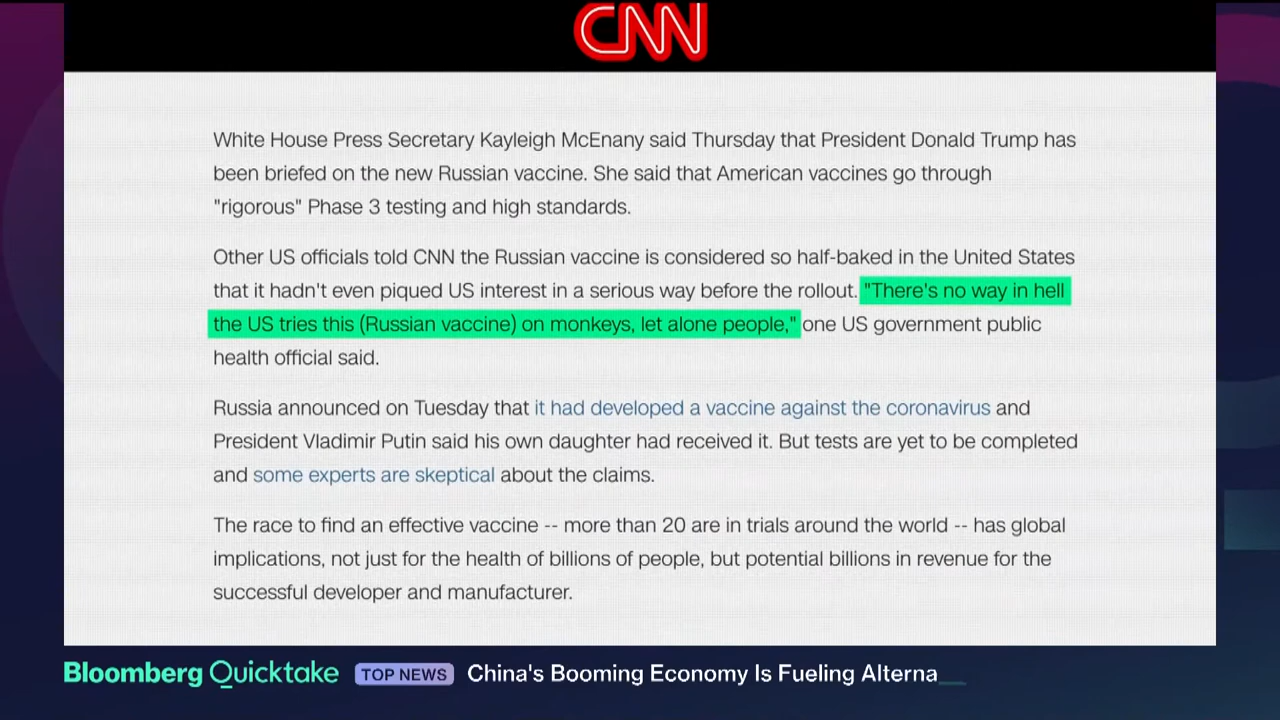 CNN
White House Press Secretary Kayleigh McEnany said Thursday that President Donald Trump has
been briefed on the new Russian vaccine. She said that American vaccines go through
"rigorous" Phase 3 testing and high standards.
Other US officials told CNN the Russian vaccine is considered so half-baked in the United States
that it hadn't even piqued US interest in a serious way before the rollout. "There's no way in hell
the US tries this (Russian vaccine) on monkeys, let alone people," one US government public
health official said.
Russia announced on Tuesday that it had developed a vaccine against the coronavirus and
President Vladimir Putin said his own daughter had received it. But tests are yet to be completed
and some experts are skeptical about the claims.
The race to find an effective vaccine -- more than 20 are in trials around the world -- has global
implications, not just for the health of billions of people, but potential billions in revenue for the
successful developer and manufacturer.
Bloomberg Quicktake TOP NEWS China's Booming Economy Is Fueling Alterna